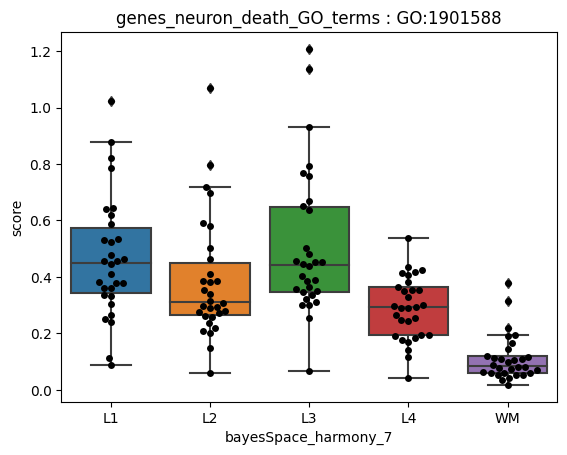 genes_neuron_death_GO_terms : GO:1901588
1.2
1.0
0.8
0.6
0.4
0.2
0.0
score
L1 L2 L3 L4 WM
bayesSpace_harmony_7